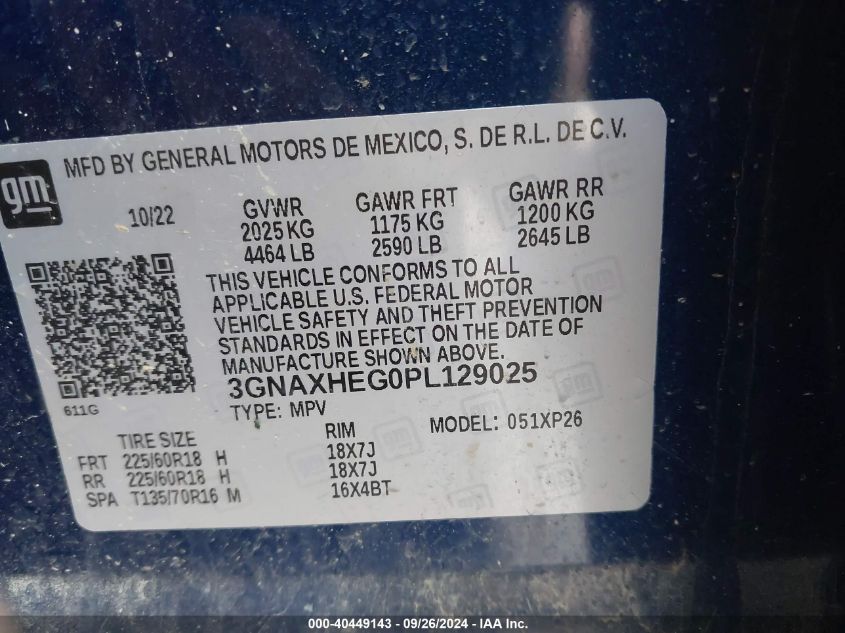 gm
MFD BY GENERAL MOTORS DE MEXICO, S. DE R.L. DE C.V.
10/22
GVWR
2025 KG
4464 LB
GAWR FRT
1175 KG
2590 LB
GAWR RR
1200 KG
2645 LB
THIS VEHICLE CONFORMS TO ALL
APPLICABLE U.S. FEDERAL MOTOR
VEHICLE SAFETY AND THEFT PREVENTION
STANDARDS IN EFFECT ON THE DATE OF
MANUFACTURE SHOWN ABOVE.
3GNAXHEG0PL129025
611G
TYPE: MPV
MODEL: 051XP26
TIRE SIZE RIM
FRT 225/60R18 H 18X7J
RR 225/60R18 H 18X7J
SPA T135/70R16 M 16X4BT
000-40449143 - 09/26/2024 - IAA Inc.